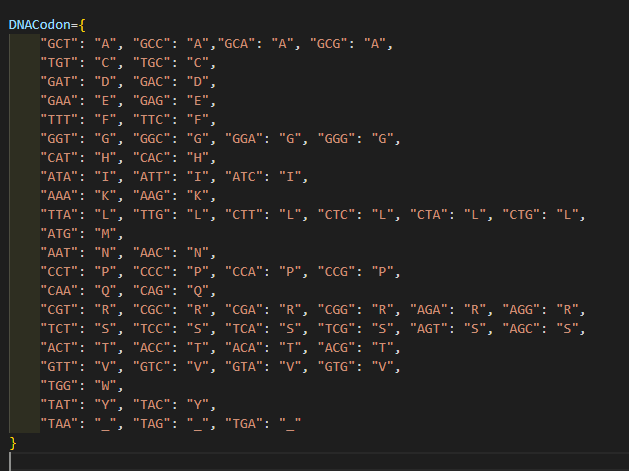 DNACodon={
"GCT": "A", "GCC": "A","GCA": "A", "GCG": "A",
"TGT": "C", "TGC": "C",
"GAT": "D", "GAC": "D",
"GAA": "E", "GAG": "E",
"TTT": "F", "TTC": "F",
"GGT": "G", "GGC": "G", "GGA": "G", "GGG": "G",
"CAT": "H", "CAC": "H",
"ATA": "I", "ATT": "I", "ATC": "I",
"AAA": "K", "AAG": "K",
"TTA": "L", "TTG": "L", "CTT": "L", "CTC": "L", "CTA": "L", "CTG": "L",
"ATG": "M",
"AAT": "N", "AAC": "N",
"CCT": "P", "CCC": "P", "CCA": "P", "CCG": "P",
"CAA": "Q", "CAG": "Q",
"CGT": "R", "CGC": "R", "CGA": "R", "CGG": "R", "AGA": "R", "AGG": "R",
"TCT": "S", "TCC": "S", "TCA": "S", "TCG": "S", "AGT": "S", "AGC": "S",
"ACT": "T", "ACC": "T", "ACA": "T", "ACG": "T",
"GTT": "V", "GTC": "V", "GTA": "V", "GTG": "V",
"TGG": "W",
"TAT": "Y", "TAC": "Y",
"TAA": "_", "TAG": "_", "TGA": "_"
}